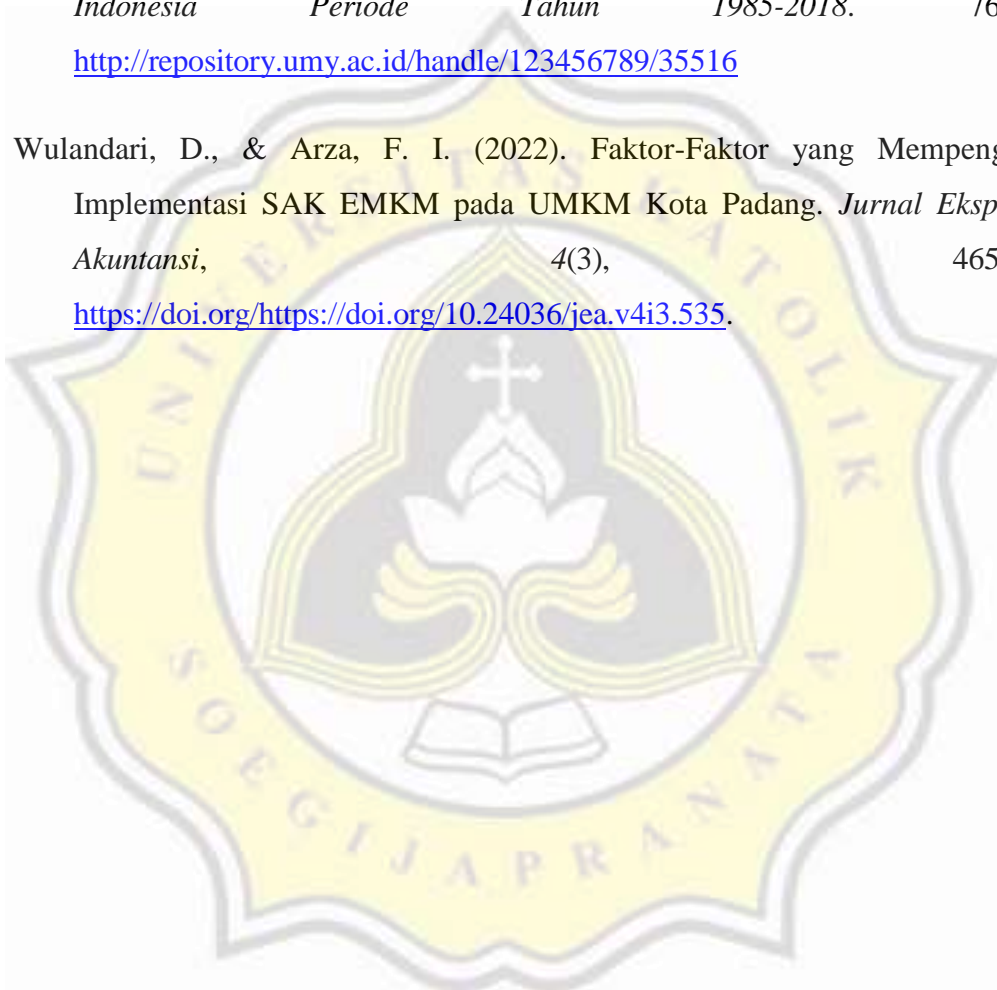 Indonesia Periode Tahun 1985-2018. 76
http://repository.umy.ac.id/handle/123456789/35516
Wulandari, D., & Arza, F. I. (2022). Faktor-Faktor yang Mempeng
Implementasi SAK EMKM pada UMKM Kota Padang. Jurnal Eksp
Akuntansi, 4(3), 465
https://doi.org/https://doi.org/10.24036/jea.v4i3.535.
UNIVERSITAS KATOLIK
SOEGIJAPRANATA